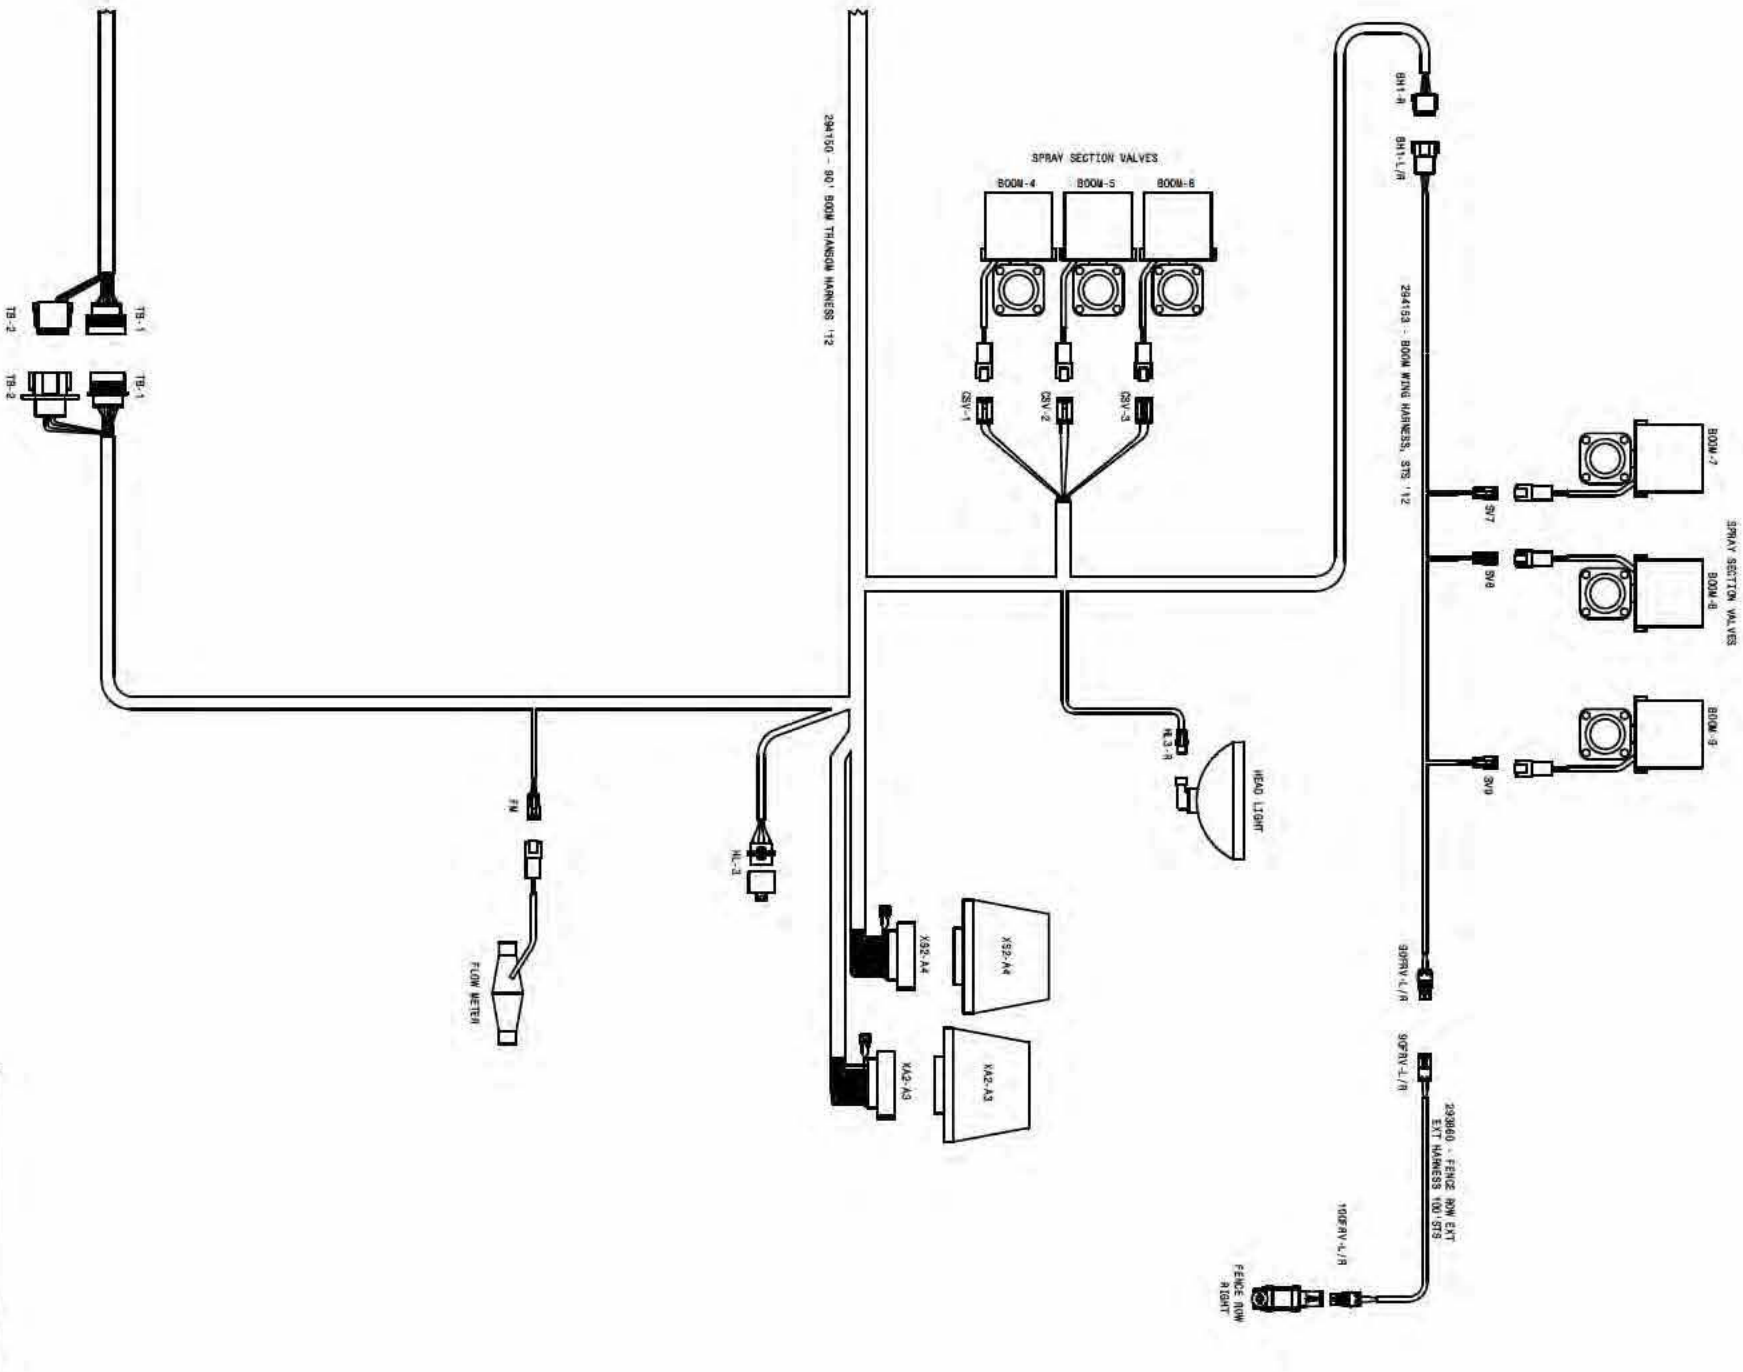 BH1-R
BH1-L/R
294150 - 90' BOOM TRANSOM HARNESS '12
SPRAY SECTION VALVES
BOOM-4
BOOM-5
BOOM-6
CSV-1
CSV-2
CSV-3
294153 - BOOM WING HARNESS, STS '12
BOOM-7
BOOM-8
BOOM-9
SPRAY SECTION VALVES
SV7
SV8
SV9
TB-1
TB-2
TB-1
TB-2
HL3-R
HEAD LIGHT
FM
FLOW METER
HL-3
XS2-A4
XS2-A4
XA2-A3
XA2-A3
90FRV-L/R
90FRV-L/R
293860 - FENCE ROW EXT
EXT HARNESS 100'STS
100FRV-L/R
FENCE ROW
RIGHT